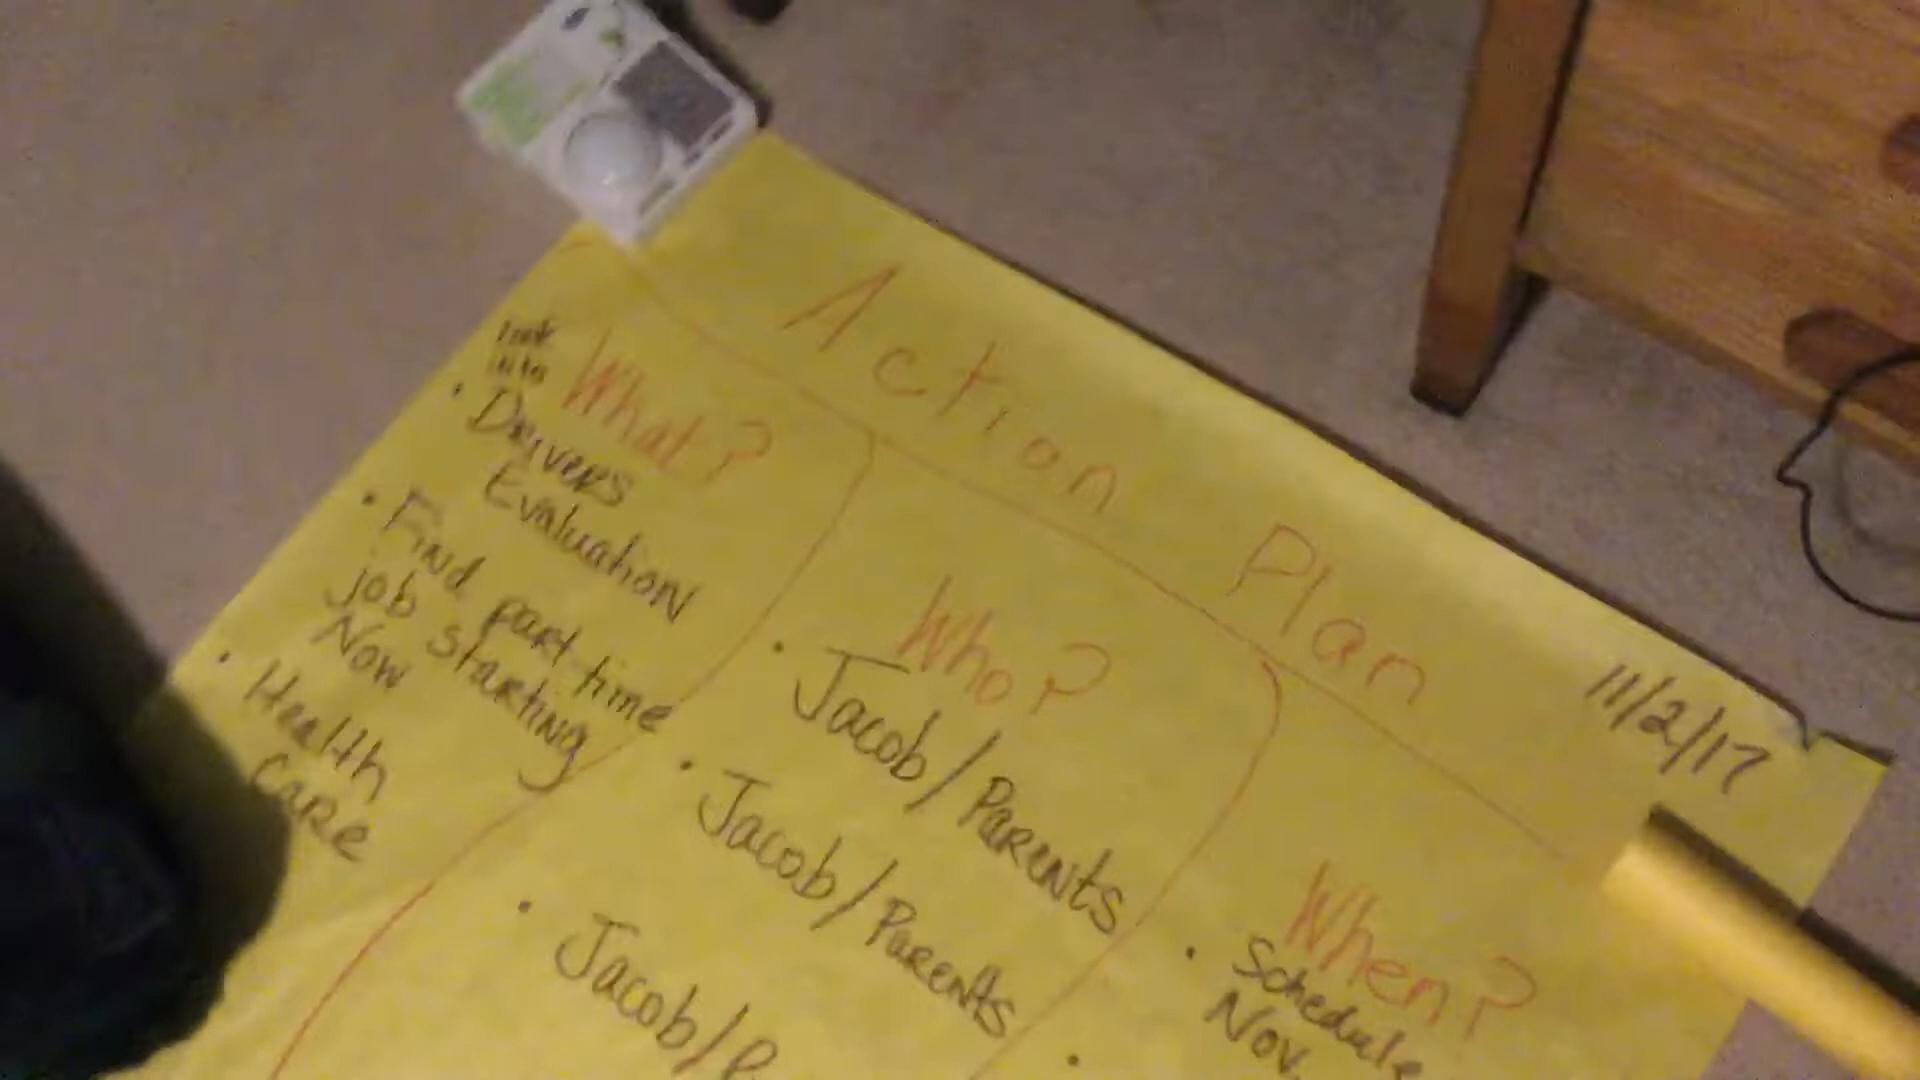 Action Plan
11/2/17
What?
Look
into
• Drivers
Evaluation
• Find part-time
job starting
Now
• Health
Care
Who?
• Jacob/Parents
• Jacob/Parents
• Jacob/P
When?
• Schedule
Nov.